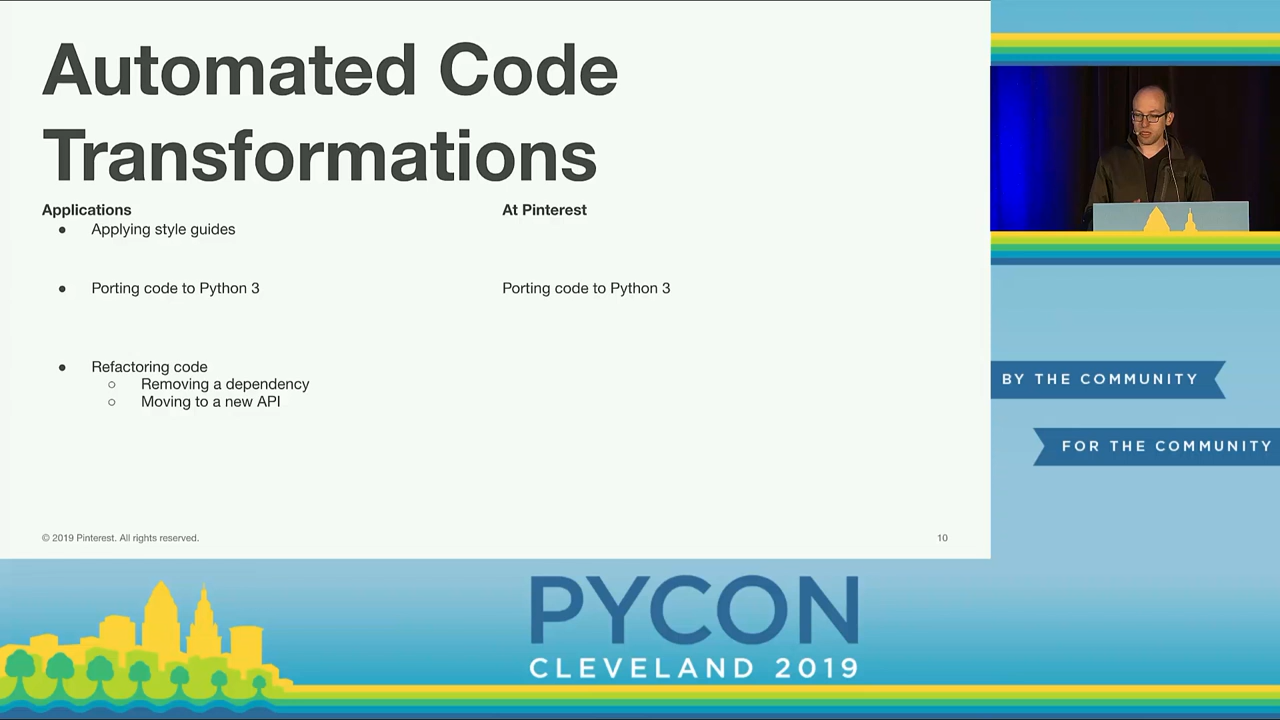 Automated Code
Transformations
Applications
● Applying style guides
● Porting code to Python 3
● Refactoring code
○ Removing a dependency
○ Moving to a new API
At Pinterest
Porting code to Python 3
© 2019 Pinterest. All rights reserved.
10
BY THE COMMUNITY
FOR THE COMMUNITY
PYCON
CLEVELAND 2019